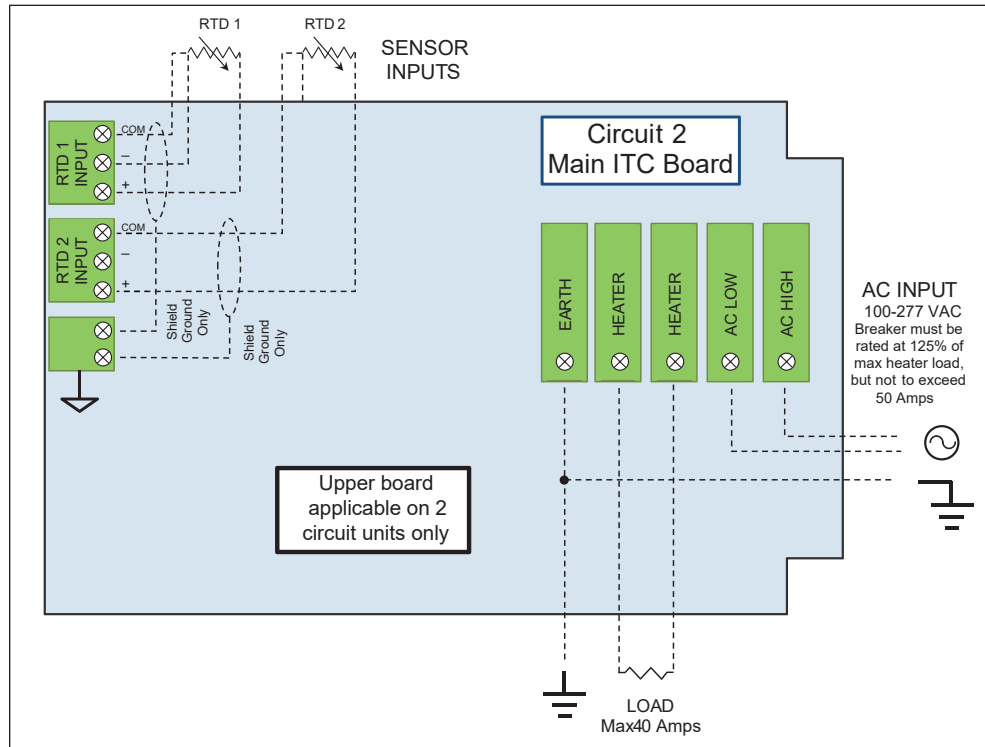 RTD 1
RTD 2
SENSOR
INPUTS
Circuit 2
Main ITC Board
RTD 1
INPUT
COM
–
+
RTD 2
INPUT
COM
–
+
Shield
Ground
Only
Shield
Ground
Only
EARTH
HEATER
HEATER
AC LOW
AC HIGH
AC INPUT
100-277 VAC
Breaker must be
rated at 125% of
max heater load,
but not to exceed
50 Amps
Upper board
applicable on 2
circuit units only
LOAD
Max40 Amps